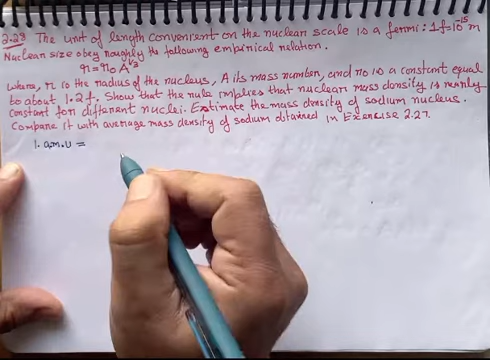 2.28 The unit of length convenient on the nuclear scale is a fermi: 1f=10⁻¹⁵ m
Nuclear size obey roughly the following empirical relation.
r = r₀ A^1/3
where, r is the radius of the nucleus, A its mass number, and r₀ is a constant equal
to about 1.2 f. Show that the rule implies that nuclear mass density is nearly
constant for different nuclei. Estimate the mass density of sodium nucleus.
Compare it with average mass density of sodium obtained in Exercise 2.27.
1. a.m.u =